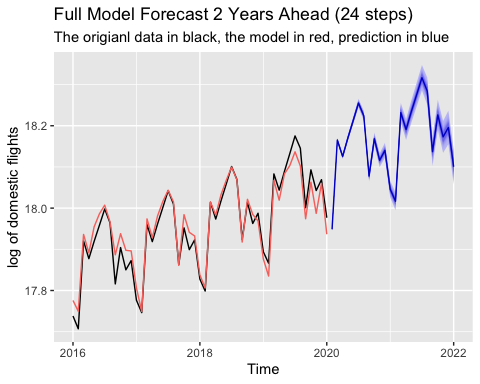 Full Model Forecast 2 Years Ahead (24 steps)
The origianl data in black, the model in red, prediction in blue
log of domestic flights
18.2
18.0
17.8
2016
2018
2020
2022
Time